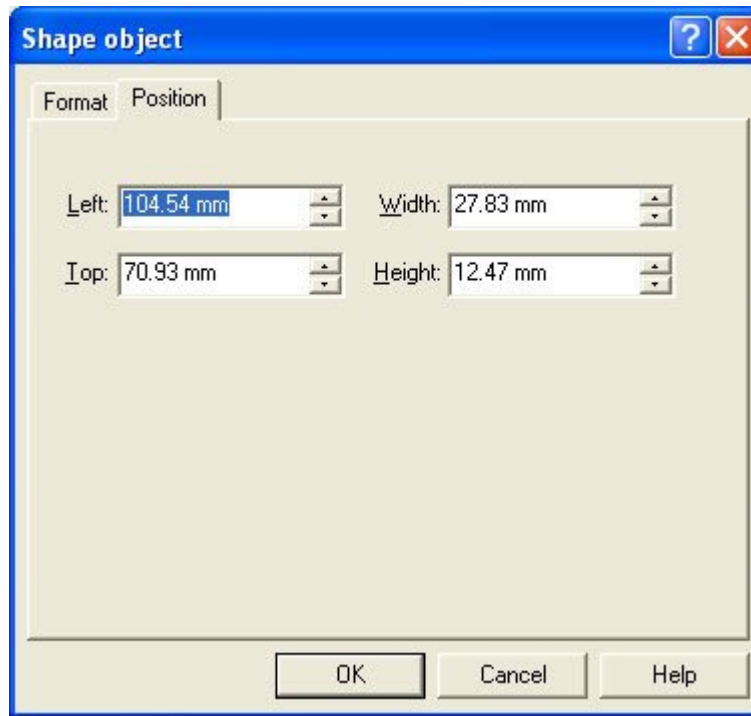 Shape object
Format Position
Left: 104.54 mm Width: 27.83 mm
Top: 70.93 mm Height: 12.47 mm
OK Cancel Help